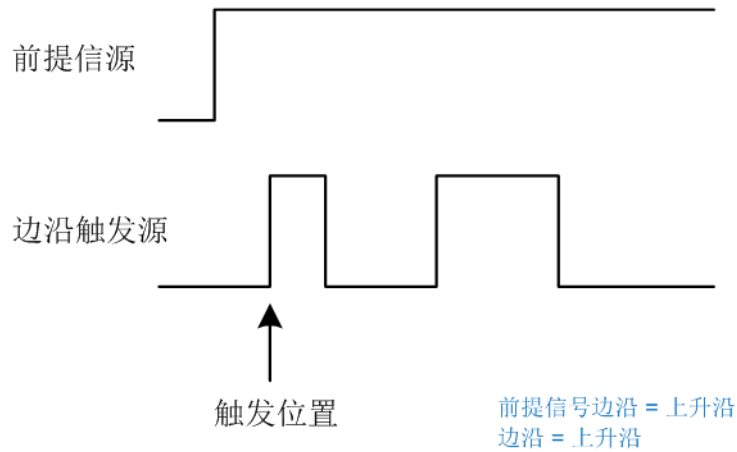 前提信源
边沿触发源
触发位置
前提信号边沿 = 上升沿
边沿 = 上升沿